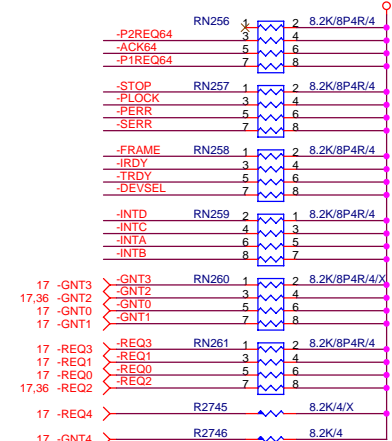 RN256 1 2 8.2K/8P4R/4
-P2REQ64 3 4
-ACK64 5 6
-P1REQ64 7 8
-STOP RN257 1 2 8.2K/8P4R/4
-PLOCK 3 4
-PERR 5 6
-SERR 7 8
-FRAME RN258 1 2 8.2K/8P4R/4
-IRDY 3 4
-TRDY 5 6
-DEVSEL 7 8
-INTD RN259 2 1 8.2K/8P4R/4
-INTC 4 3
-INTA 6 5
-INTB 8 7
17 -GNT3 -GNT3 RN260 1 2 8.2K/8P4R/4/X
17,36 -GNT2 -GNT2 3 4
17 -GNT0 -GNT0 5 6
17 -GNT1 -GNT1 7 8
17 -REQ3 -REQ3 RN261 1 2 8.2K/8P4R/4
17 -REQ1 -REQ1 3 4
17 -REQ0 -REQ0 5 6
17,36 -REQ2 -REQ2 7 8
17 -REQ4 R2745 8.2K/4/X
17 -GNT4 R2746 8.2K/4